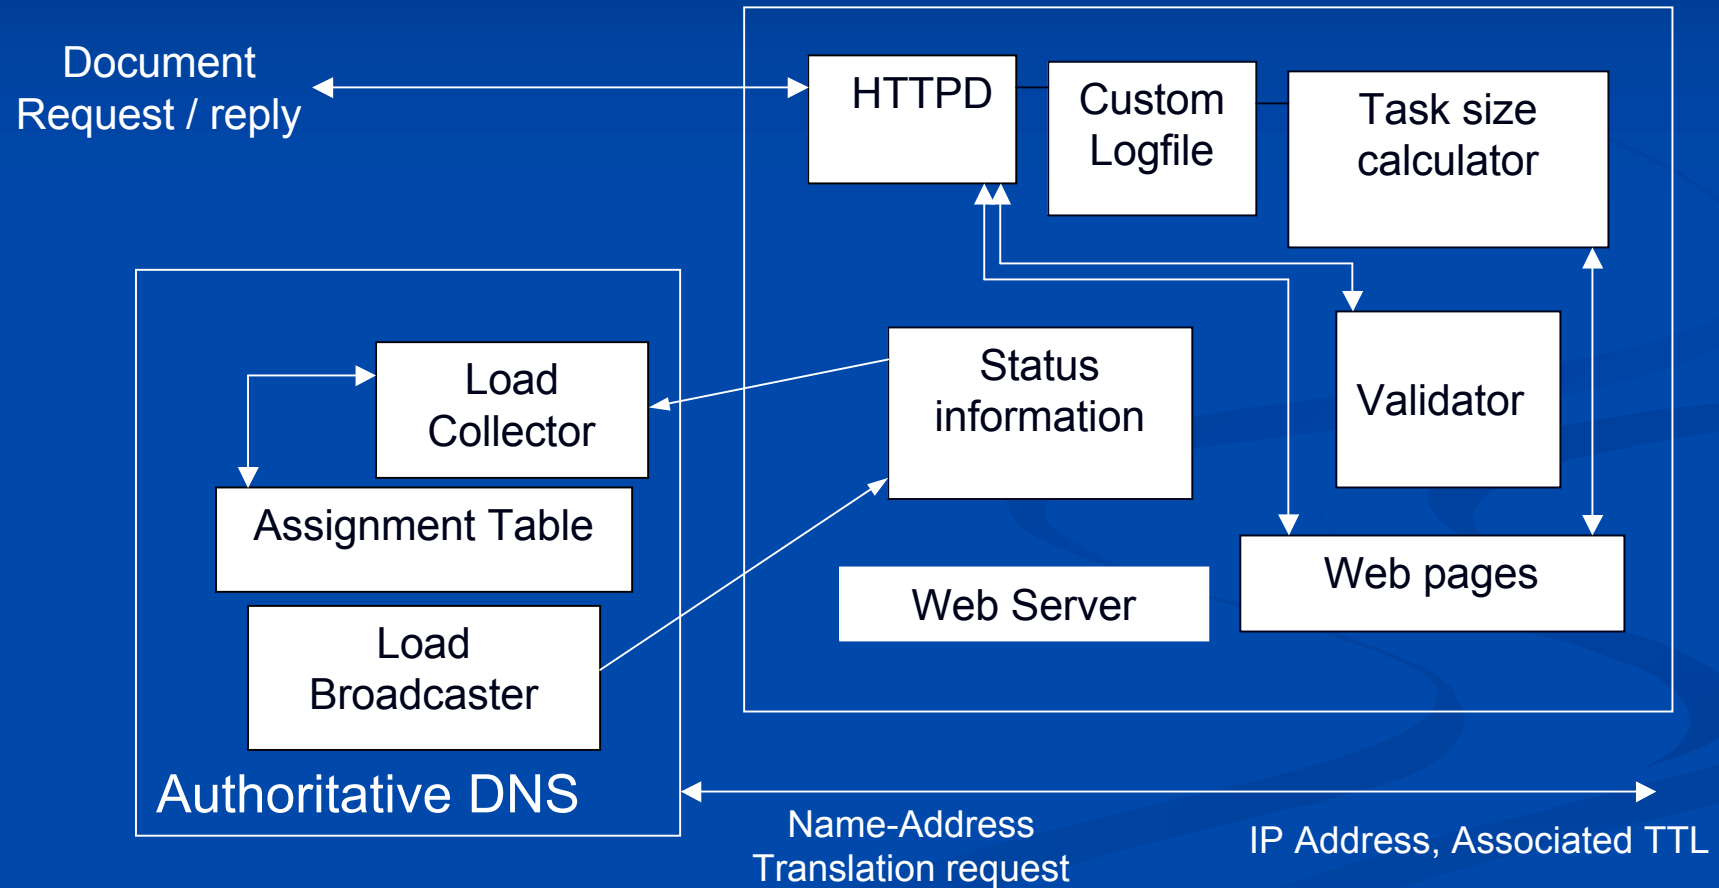 Document
Request / reply
HTTPD
Custom
Logfile
Task size
calculator
Load
Collector
Status
information
Validator
Assignment Table
Web pages
Web Server
Load
Broadcaster
Authoritative DNS
Name-Address
Translation request
IP Address, Associated TTL